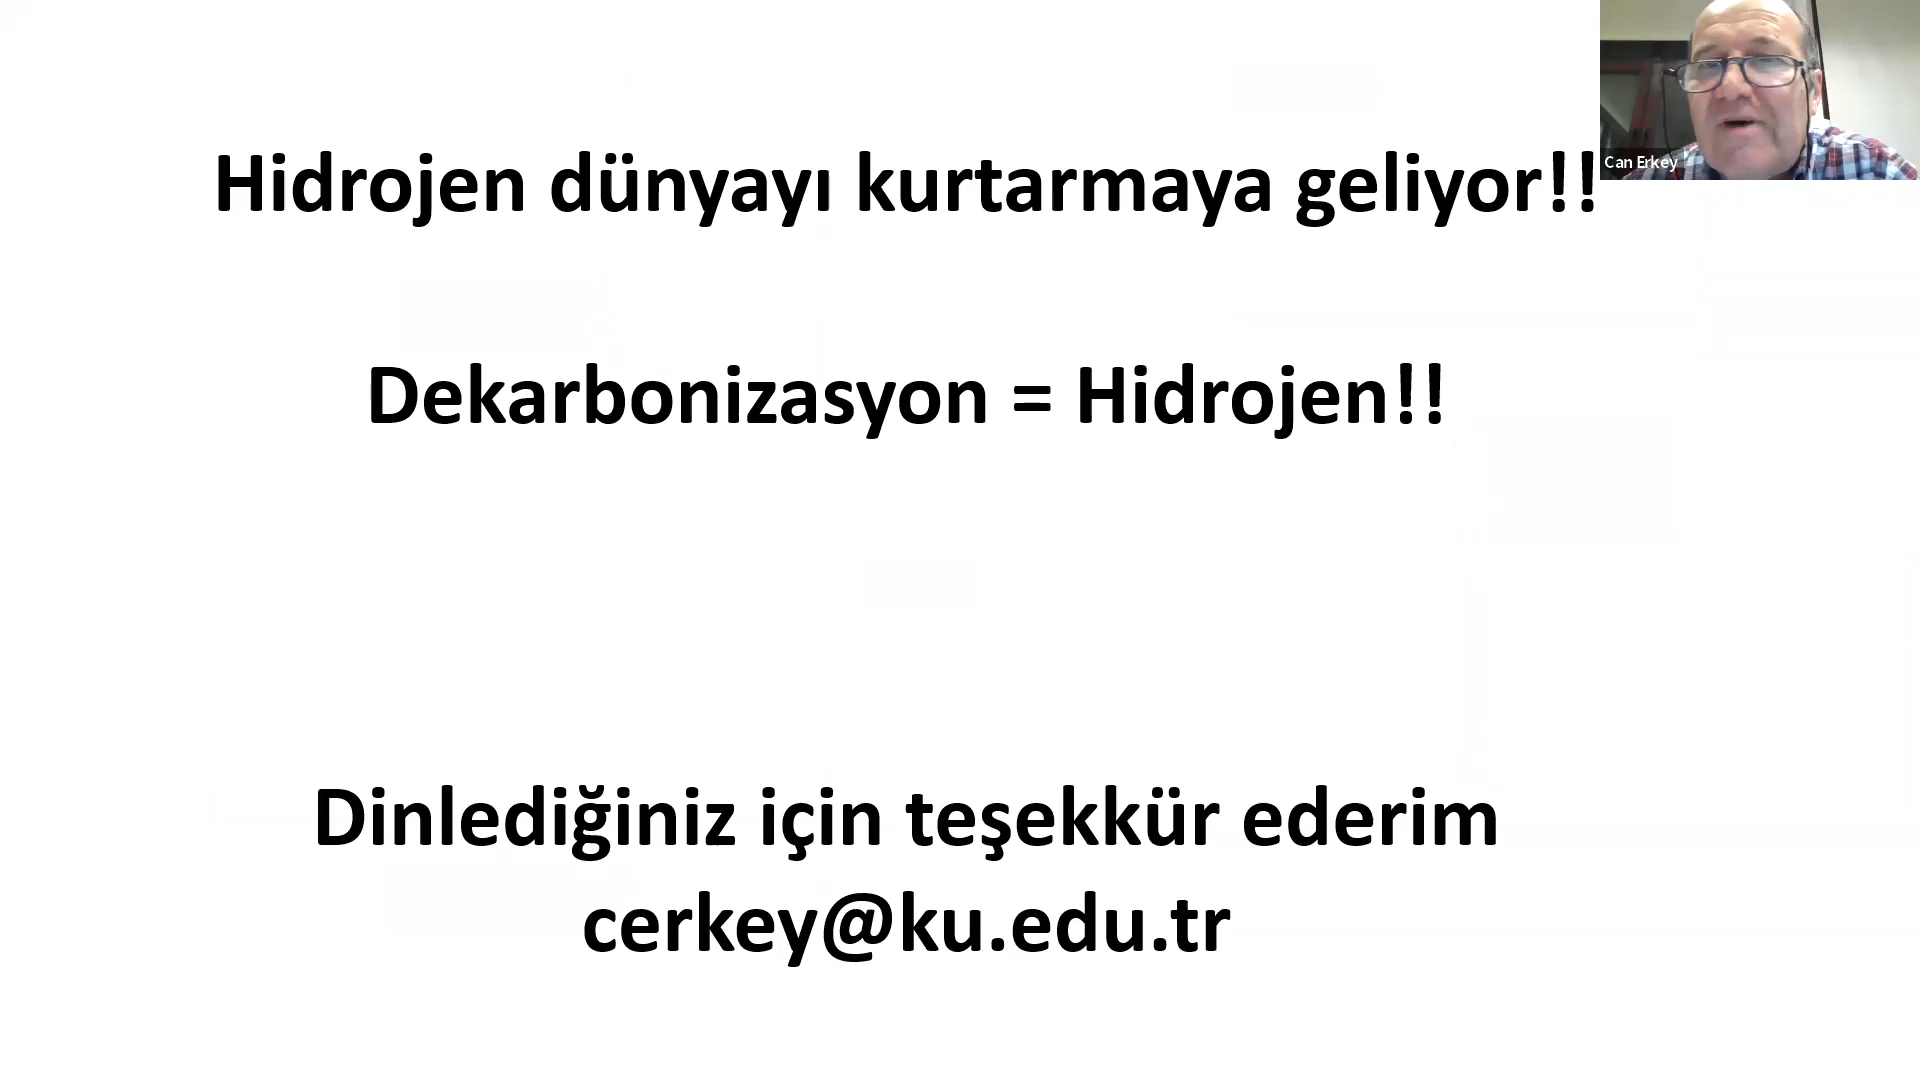 Hidrojen dünyayı kurtarmaya geliyor!!
Can Erkey
Dekarbonizasyon = Hidrojen!!
Dinlediğiniz için teşekkür ederim
cerkey@ku.edu.tr